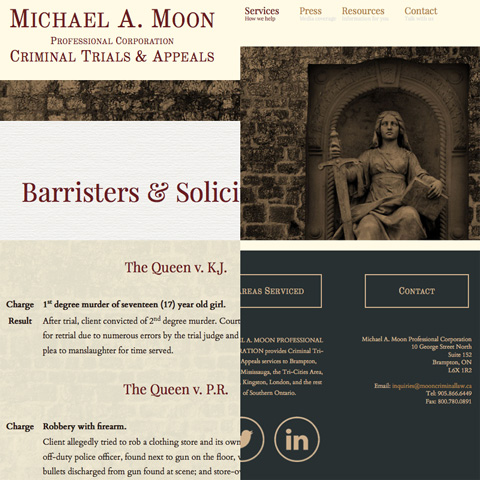 MICHAEL A. MOON
PROFESSIONAL CORPORATION
CRIMINAL TRIALS & APPEALS
Services Press Resources Contact
How we help Media coverage Information for you Talk with us
Barristers & Solici
The Queen v. K.J.
Charge 1st degree murder of seventeen (17) year old girl.
Result After trial, client convicted of 2nd degree murder. Court
for retrial due to numerous errors by the trial judge and
plea to manslaughter for time served.
The Queen v. P.R.
Charge Robbery with firearm.
Client allegedly tried to rob a clothing store and its own
off-duty police officer, found next to gun on the floor, v
bullets discharged from gun found at scene; and store-o
AREAS SERVICED
CONTACT
EL A. MOON PROFESSIONAL
RATION provides Criminal Tri-
Appeals services to Brampton,
Mississauga, the Tri-Cities Area,
Kingston, London, and the rest
of Southern Ontario.
Michael A. Moon Professional Corporation
10 George Street North
Suite 152
Brampton, ON
L6X 1R2
Email: inquiries@mooncriminallaw.ca
Tel: 905.866.6449
Fax: 800.780.0891
in